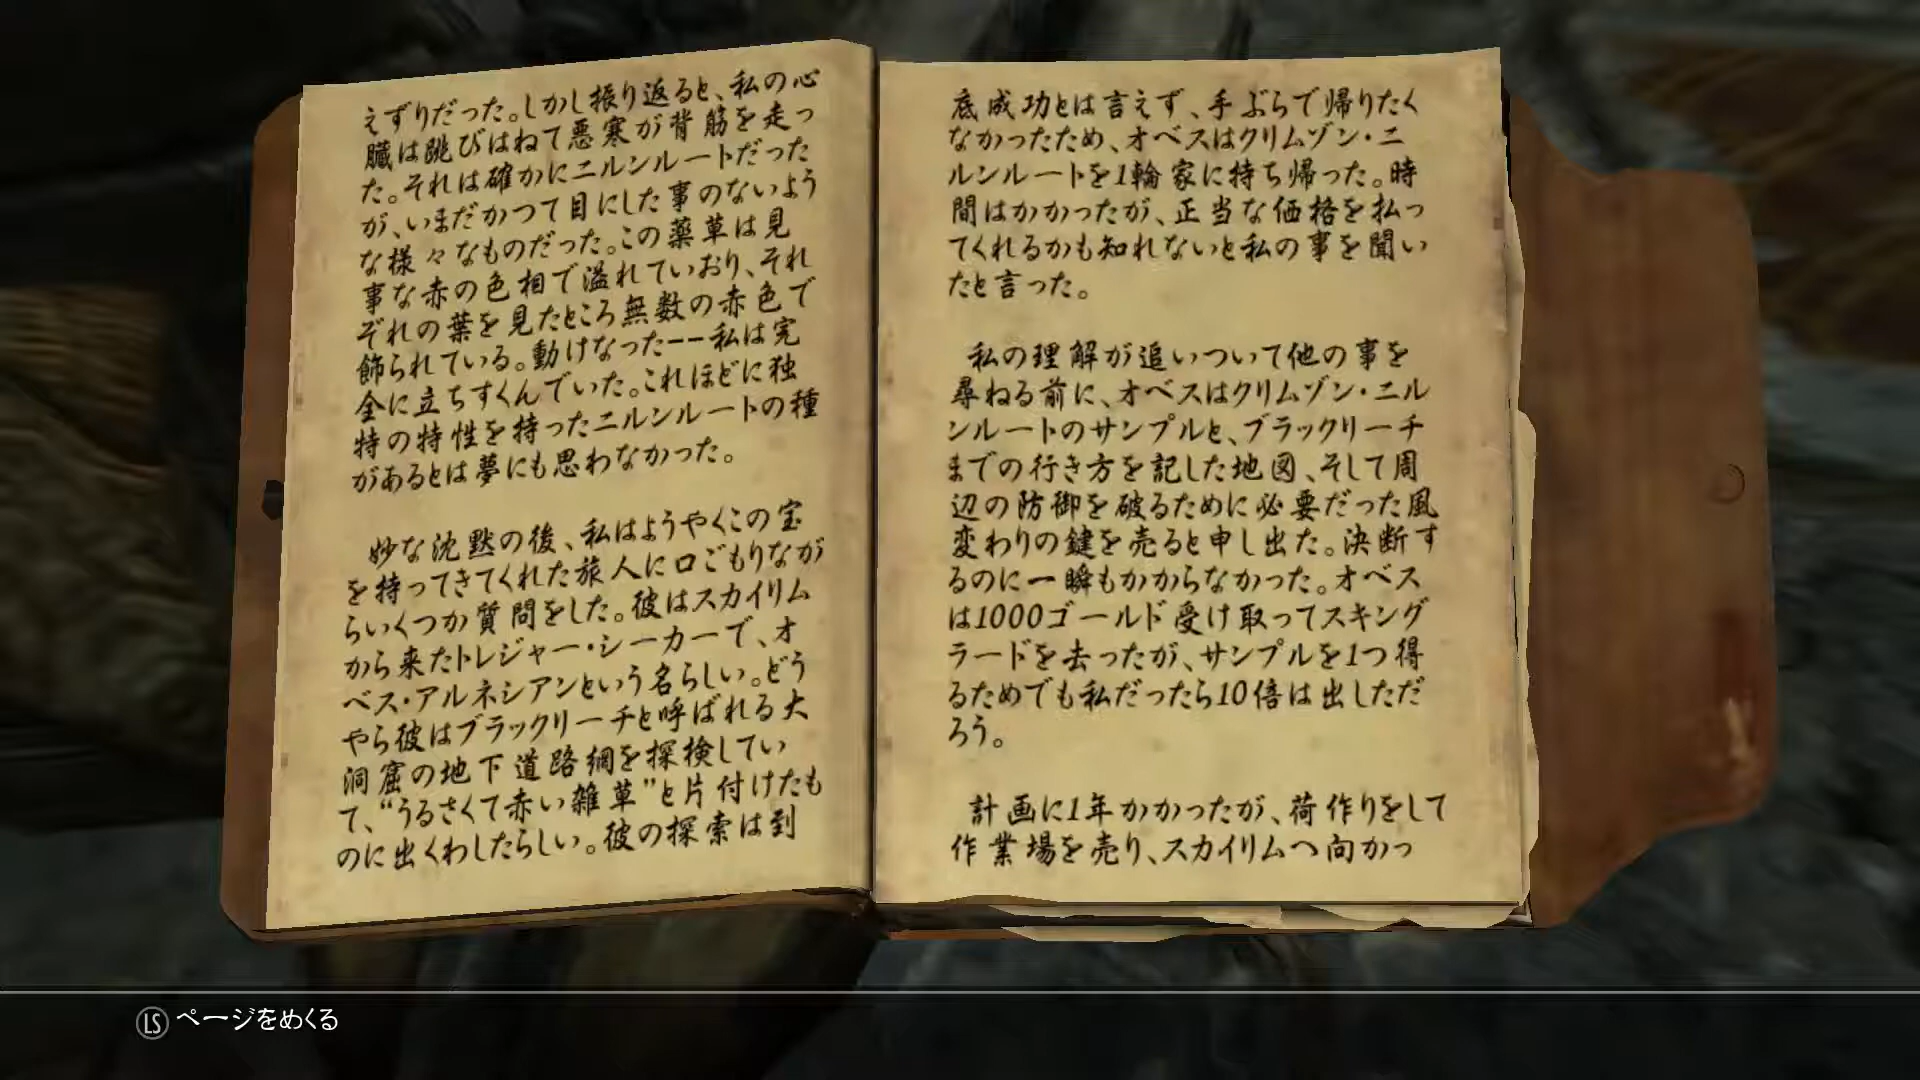 えずりだった。しかし振り返ると、私の心
臓は跳びはねて悪寒が背筋を走っ
た。それは確かにニルンルートだった
が、いまだかつて目にした事のないよう
な様々なものだった。この薬草は見
事な赤の色相で溢れていおり、それ
ぞれの葉を見たところ無数の赤色で
飾られている。動けなった--私は完
全に立ちすくんでいた。これほどに独
特の特性を持ったニルンルートの種
があるとは夢にも思わなかった。
妙な沈黙の後、私はようやくこの宝
を持ってきてくれた旅人に口ごもりなが
らいくつか質問をした。彼はスカイリム
から来たトレジャー・シーカーで、オ
ベス・アルネシアンという名らしい。どう
やら彼はブラックリーチと呼ばれる大
洞窟の地下道路網を探検してい
て、“うるさくて赤い雑草”と片付けたも
のに出くわしたらしい。彼の探索は到
底成功とは言えず、手ぶらで帰りたく
なかったため、オベスはクリムゾン・ニ
ルンルートを1輪家に持ち帰った。時
間はかかったが、正当な価格を払っ
てくれるかも知れないと私の事を聞い
たと言った。
私の理解が追いついて他の事を
尋ねる前に、オベスはクリムゾン・ニル
ンルートのサンプルと、ブラックリーチ
までの行き方を記した地図、そして周
辺の防御を破るために必要だった風
変わりの鍵を売ると申し出た。決断す
るのに一瞬もかからなかった。オベス
は1000ゴールド受け取ってスキング
ラードを去ったが、サンプルを1つ得
るためでも私だったら10倍は出しただ
ろう。
計画に1年かかったが、荷作りをして
作業場を売り、スカイリムへ向かっ
LS ページをめくる